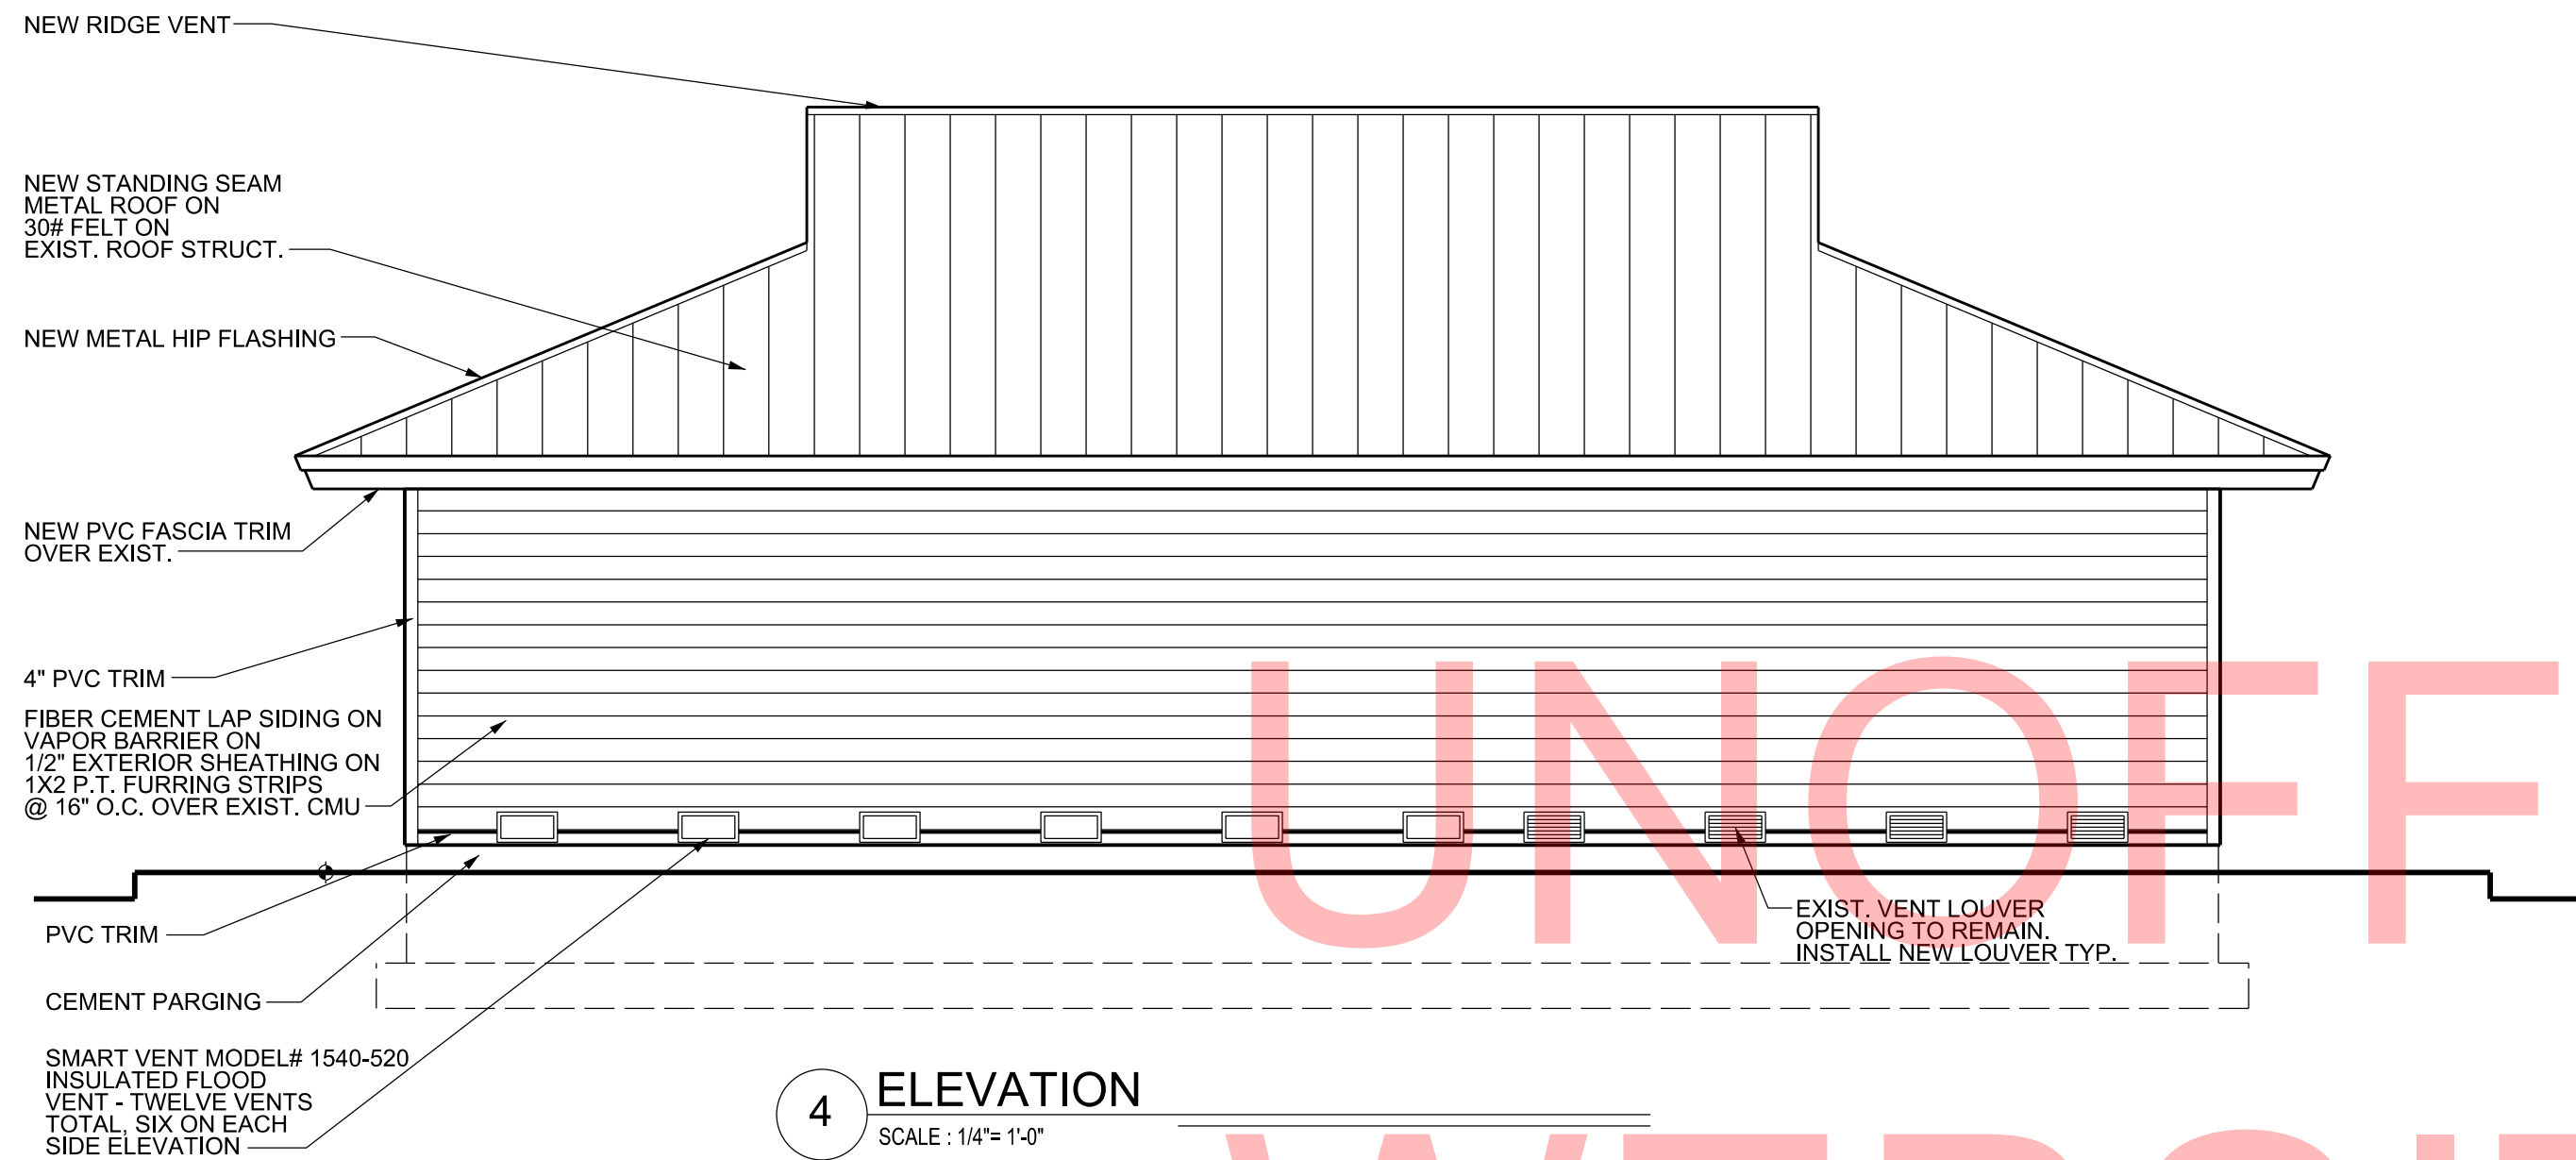 NEW RIDGE VENT
NEW STANDING SEAM
METAL ROOF ON
30# FELT ON
EXIST. ROOF STRUCT.
NEW METAL HIP FLASHING
NEW PVC FASCIA TRIM
OVER EXIST.
4" PVC TRIM
FIBER CEMENT LAP SIDING ON
VAPOR BARRIER ON
1/2" EXTERIOR SHEATHING ON
1X2 P.T. FURRING STRIPS
@ 16" O.C. OVER EXIST. CMU
PVC TRIM
CEMENT PARGING
SMART VENT MODEL# 1540-520
INSULATED FLOOD
VENT - TWELVE VENTS
TOTAL, SIX ON EACH
SIDE ELEVATION
EXIST. VENT LOUVER
OPENING TO REMAIN.
INSTALL NEW LOUVER TYP.
UNOFF
4
ELEVATION
SCALE : 1/4"= 1'-0"